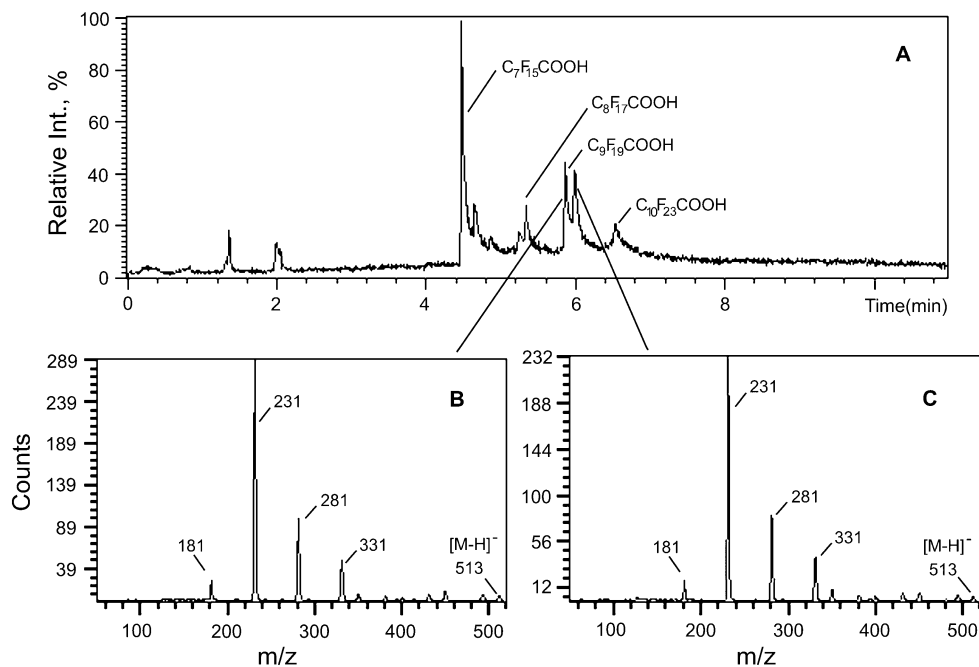 100
A
C7F15COOH
80
C8F17COOH
60
C9F19COOH
40
C10F23COOH
20
0
Relative Int., %
0 2 4 6 8 Time(min)
289
B
239
231
189
139
281
89
[M-H]-
331
181
513
39
Counts
100 200 300 400 500
m/z
232
C
188
231
144
100
281
56
[M-H]-
331
181
513
12
100 200 300 400 500
m/z